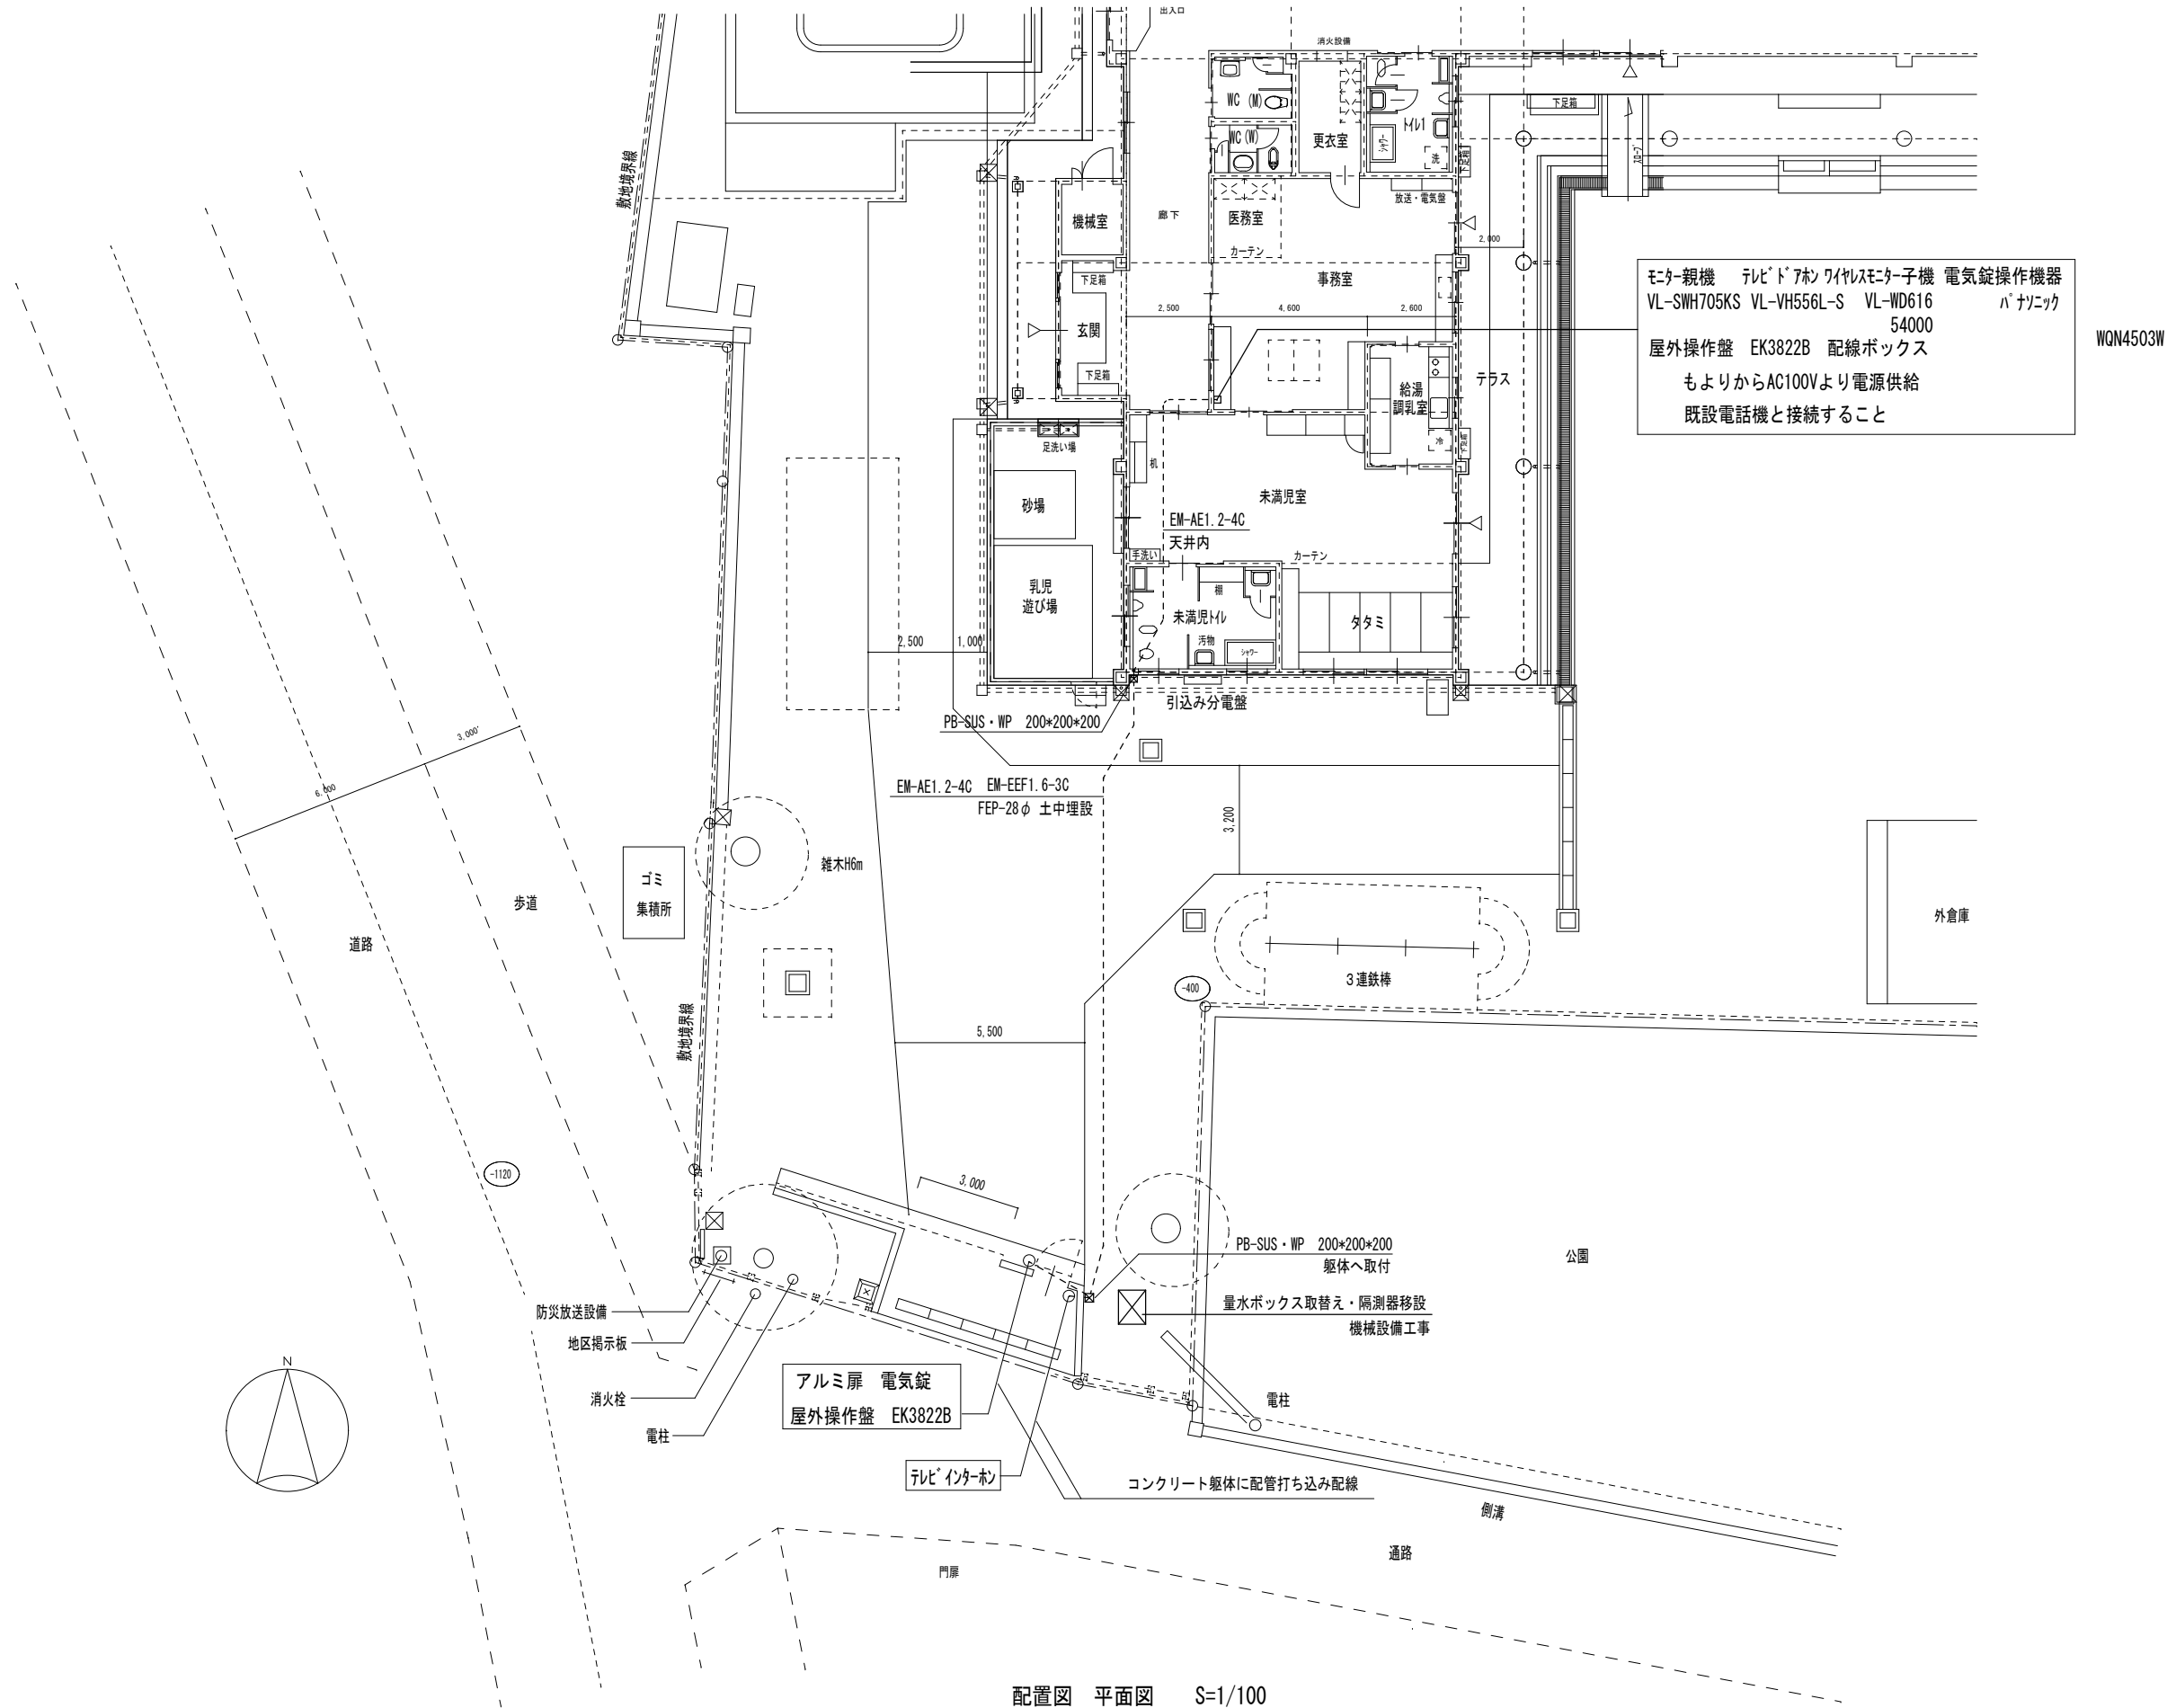 出入口
消火設備
WC (M)
WC (W)
更衣室
ﾄｲﾚ1
ｼｬﾜｰ
洗
下足箱
下足箱
ｽﾛｰﾌﾟ
敷地境界線
機械室
廊下
医務室
カーテン
放送・電気盤
2,000
事務室
下足箱
玄関
下足箱
2,500
4,600
2,600
給湯
調乳室
冷
下足箱
テラス
モニター親機 テレビドアホン ワイヤレスモニター子機 電気錠操作機器
VL-SWH705KS VL-VH556L-S VL-WD616 パナソニック
54000
屋外操作盤 EK3822B 配線ボックス
もよりからAC100Vより電源供給
既設電話機と接続すること
WQN4503W
足洗い場
机
砂場
未満児室
EM-AE1.2-4C
天井内
手洗い
カーテン
乳児
遊び場
棚
未満児ﾄｲﾚ
汚物
ｼｬﾜｰ
タタミ
2,500
1,000
引込み分電盤
PB-SUS・WP 200*200*200
3,000
6,000
EM-AE1.2-4C EM-EEF1.6-3C
FEP-28φ 土中埋設
3,200
雑木H6m
ゴミ
集積所
歩道
道路
外倉庫
3連鉄棒
-400
敷地境界線
5,500
-1120
3,000
PB-SUS・WP 200*200*200
躯体へ取付
公園
量水ボックス取替え・隔測器移設
機械設備工事
防災放送設備
地区掲示板
消火栓
電柱
N
アルミ扉 電気錠
屋外操作盤 EK3822B
電柱
テレビインターホン
コンクリート躯体に配管打ち込み配線
側溝
通路
門扉
配置図 平面図 S=1/100